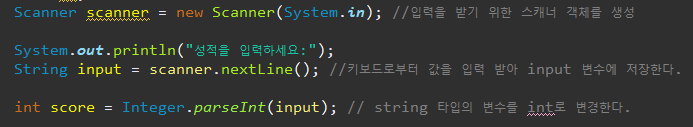 Scanner scanner = new Scanner(System.in); //입력을 받기 위한 스캐너 객체를 생성
System.out.println("성적을 입력하세요:");
String input = scanner.nextLine(); //키보드로부터 값을 입력 받아 input 변수에 저장한다.
int score = Integer.parseInt(input); // string 타입의 변수를 int로 변경한다.